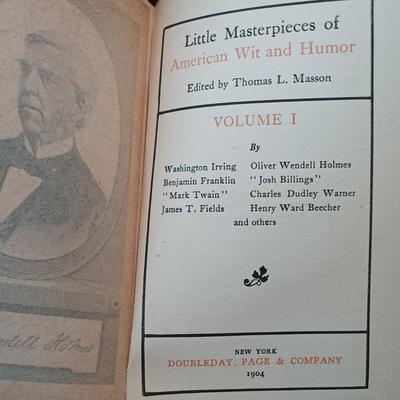 Little Masterpieces of
American Wit and Humor
Edited by Thomas L. Masson
VOLUME I
By
Washington Irving
Benjamin Franklin
"Mark Twain"
James T. Fields
Oliver Wendell Holmes
"Josh Billings"
Charles Dudley Warner
Henry Ward Beecher
and others
NEW YORK
DOUBLEDAY, PAGE & COMPANY
1904
Holmes